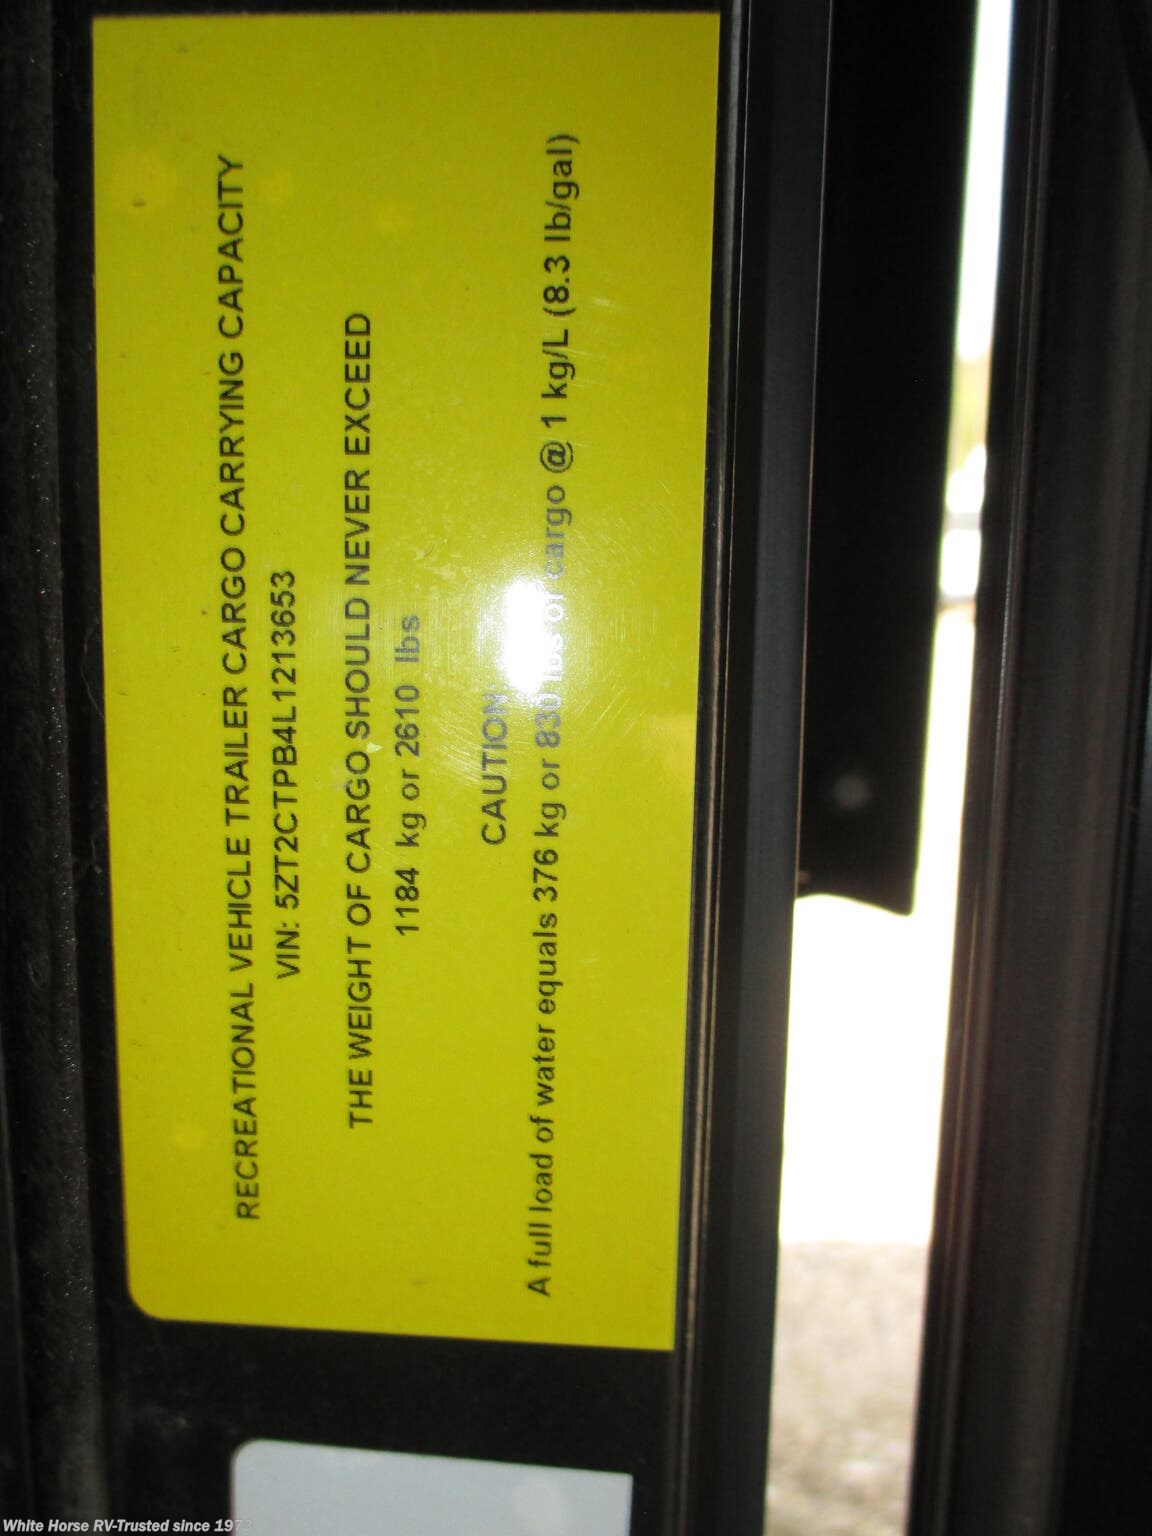 RECREATIONAL VEHICLE TRAILER CARGO CARRYING CAPACITY
VIN: 5ZT2CTPB4L1213653
THE WEIGHT OF CARGO SHOULD NEVER EXCEED
1184 kg or 2610 lbs
CAUTION
A full load of water equals 376 kg or 830 lbs of cargo @ 1 kg/L (8.3 lb/gal)
White Horse RV-Trusted since 1973